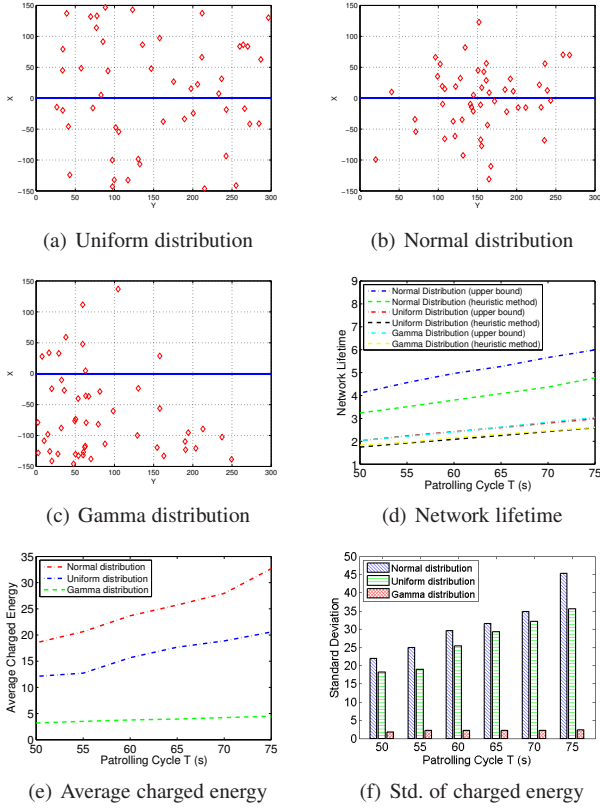 150
100
50
0
−50
−100
−150
X
0 50 100 150 200 250 300
Y
(a) Uniform distribution
150
100
50
0
−50
−100
−150
X
0 50 100 150 200 250 300
Y
(b) Normal distribution
150
100
50
0
−50
−100
−150
X
0 50 100 150 200 250 300
Y
(c) Gamma distribution
9
8
7
6
5
4
3
2
1
Network Lifetime
Normal Distribution (upper bound)
Normal Distribution (heuristic method)
Uniform Distribution (upper bound)
Uniform Distribution (heuristic method)
Gamma Distribution (upper bound)
Gamma Distribution (heuristic method)
50 55 60 65 70 75
Patrolling Cycle T (s)
(d) Network lifetime
35
30
25
20
15
10
5
0
Average Charged Energy
Normal distribution
Uniform distribution
Gamma distribution
50 55 60 65 70 75
Patrolling Cycle T (s)
(e) Average charged energy
50
45
40
35
30
25
20
15
10
5
0
Standard Deviation
Normal distribution
Uniform distribution
Gamma distribution
50 55 60 65 70 75
Patrolling Cycle T (s)
(f) Std. of charged energy